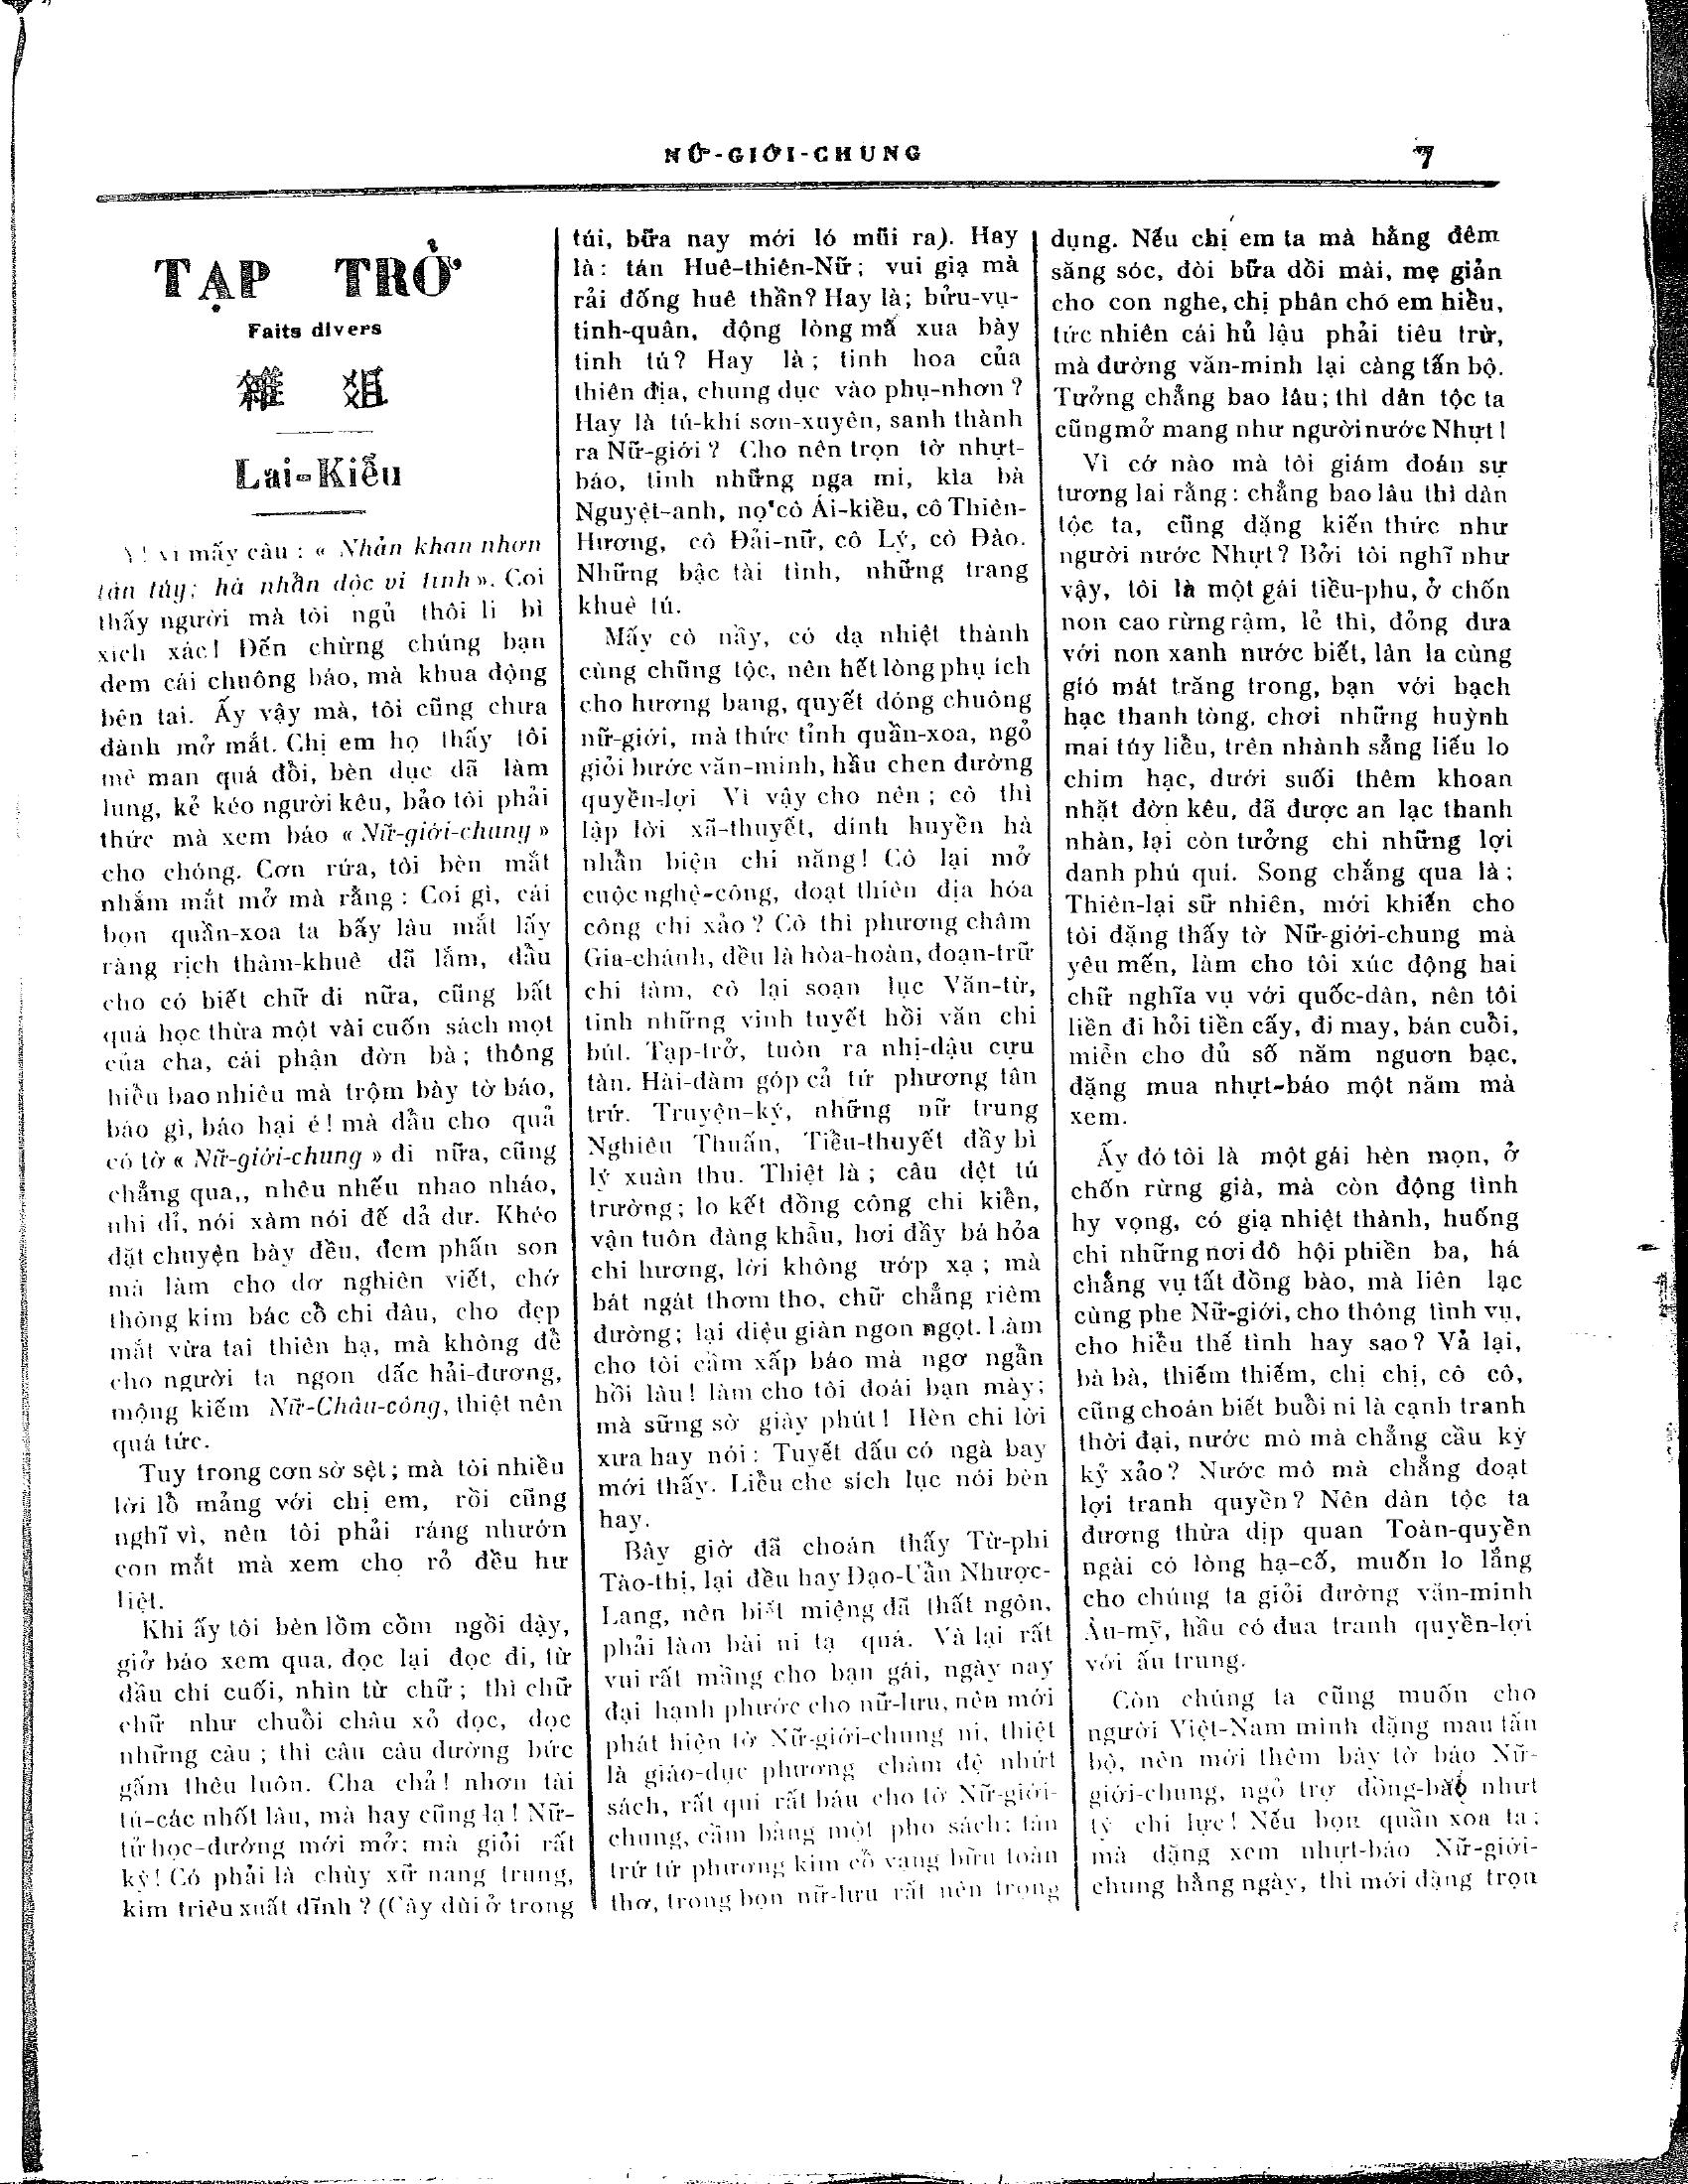 NỮ-GIỚI-CHUNG
7
TẠP TRỞ
Faits divers
雜 俎
Lai-Kiều
vì mấy câu : « Nhản khan nhơn
tận túy; hà nhẫn dộc vi tỉnh ». Coi
thấy người mà tôi ngủ thôi li bì
xich xác! Đến chừng chúng bạn
đem cái chuông báo, mà khua động
bên tai. Ấy vậy mà, tôi cũng chưa
đành mở mắt. Chị em họ thấy tôi
mê man quá đỗi, bèn dục dã làm
lung, kẻ kéo người kêu, bảo tôi phải
thức mà xem báo « Nữ-giới-chung »
cho chóng. Cơn rứa, tôi bèn mắt
nhắm mắt mở mà rằng : Coi gì, cái
bọn quần-xoa ta bấy lâu mắt lấy
ràng rịch thâm-khuê dã lắm, dầu
cho có biết chữ đi nữa, cũng bất
quá học thừa một vài cuốn sách mọt
của cha, cái phận đờn bà; thông
hiểu bao nhiêu mà trộm bày tờ báo,
báo gì, báo hại é! mà dầu cho quả
có tờ « Nữ-giới-chung » đi nữa, cũng
chẳng qua,, nhêu nhếu nhao nháo,
nhi dỉ, nói xàm nói đế dả dư. Khéo
đặt chuyện bày đều, đem phấn son
mà làm cho dơ nghiên viết, chớ
thông kim bác cổ chi đâu, cho đẹp
mắt vừa tai thiên hạ, mà không để
cho người ta ngon dấc hải-đương,
mộng kiếm Nữ-Châu-công, thiệt nên
quá tức.
Tuy trong cơn sờ sệt; mà tôi nhiều
lời lỗ mảng với chị em, rồi cũng
nghĩ vì, nên tôi phải ráng nhướn
con mắt mà xem cho rỏ đều hư
liệt.
Khi ấy tôi bèn lồm cồm ngồi dậy,
giở báo xem qua, đọc lại đọc đi, từ
đầu chi cuối, nhìn từ chữ; thì chữ
chữ như chuỗi châu xỏ dọc, dọc
những câu ; thì câu câu dường bức
gấm thêu luôn. Cha chả! nhơn tài
tú-các nhốt lâu, mà hay cũng lạ! Nữ-
tử học-đường mới mở; mà giỏi rất
kỳ! Có phải là chùy xử nang trung,
kim triêu xuất dĩnh ? (Cây dùi ở trong
túi, bữa nay mới ló mũi ra). Hay
là: tán Huê-thiên-Nữ; vui giạ mà
rải đống huê thần? Hay là; bửu-vụ-
tinh-quân, động lòng mấ xua bày
tinh tú? Hay là; tinh hoa của
thiên địa, chung dục vào phụ-nhơn?
Hay là tú-khí sơn-xuyên, sanh thành
ra Nữ-giới? Cho nên trọn tờ nhựt-
báo, tinh những nga mi, kìa bà
Nguyệt-anh, nọ cô Ái-kiều, cô Thiên-
Hương, cô Đải-nữ, cô Lý, cô Đào.
Những bậc tài tình, những trang
khuê tú.
Mấy cô nầy, có dạ nhiệt thành
cùng chũng tộc, nên hết lòng phụ ích
cho hương bang, quyết dóng chuông
nữ-giới, mà thức tỉnh quần-xoa, ngỏ
giỏi bước văn-minh, hầu chen đường
quyền-lợi Vì vậy cho nên; cô thì
lập lời xã-thuyết, dinh huyền hà
nhẫn biện chi năng! Cô lại mở
cuộc nghệ-công, đoạt thiên địa hóa
công chi xảo? Cô thì phương châm
Gia-chánh, đều là hòa-hoàn, đoạn-trữ
chi tâm, cô lại soạn lục Văn-từ,
tinh những vịnh tuyết hồi văn chi
bút. Tạp-trở, tuôn ra nhị-dậu cựu
tàn. Hài-đàm góp cả tứ phương tân
trứ. Truyện-ký, những nữ trung
Nghiêu Thuấn, Tiểu-thuyết đầy bì
lý xuân thu. Thiệt là; câu dệt tú
trường; lo kết đồng công chi kiển,
vận tuôn đàng khẩu, hơi đầy bá hỏa
chi hương, lời không ướp xạ; mà
bát ngát thơm tho, chữ chẳng riêm
đường; lại diệu giàn ngon ngọt. Làm
cho tôi cầm xấp báo mà ngơ ngẩn
hồi lâu! làm cho tôi đoái bạn mày;
mà sững sờ giây phút! Hèn chi lời
xưa hay nói: Tuyết dấu có ngà bay
mới thấy. Liễu che sích lục nói bèn
hay.
Bây giờ đã choán thấy Từ-phi
Tào-thị, lại đều hay Đạo-Uẩn Nhược-
Lang, nên biết miệng đã thất ngôn,
phải làm bài ni tạ quá. Và lại rất
vui rất mầng cho bạn gái, ngày nay
đại hạnh phước cho nữ-lưu, nên mới
phát hiện tờ Nữ-giới-chung ni, thiệt
là giáo-dục phương châm đệ nhứt
sách, rất qui rất báu cho tờ Nữ-giới-
chung, cầm bằng một pho sách; tân
trứ tứ phương kim cổ vạng bửu toàn
thơ, trong bọn nữ-lưu rất nên trọng
dụng. Nếu chị em ta mà hằng đêm
săng sóc, đòi bữa dồi mài, mẹ giản
cho con nghe, chị phân chó em hiểu,
tức nhiên cái hủ lậu phải tiêu trừ,
mà đường văn-minh lại càng tấn bộ.
Tưởng chẳng bao lâu; thì dân tộc ta
cũng mở mang như người nước Nhựt!
Vì cớ nào mà tôi giám đoán sự
tương lai rằng: chẳng bao lâu thì dân
tộc ta, cũng đặng kiến thức như
người nước Nhựt? Bởi tôi nghĩ như
vậy, tôi là một gái tiều-phu, ở chốn
non cao rừng rậm, lẻ thì, đỏng đưa
với non xanh nước biết, lân la cùng
gió mát trăng trong, bạn với bạch
hạc thanh tòng, chơi những huỳnh
mai túy liễu, trên nhành sẳng liếu lo
chim hạc, dưới suối thêm khoan
nhặt đờn kêu, đã được an lạc thanh
nhàn, lại còn tưởng chi những lợi
danh phú qui. Song chẳng qua là;
Thiên-lại sữ nhiên, mới khiến cho
tôi đặng thấy tờ Nữ-giới-chung mà
yêu mến, làm cho tôi xúc động hai
chữ nghĩa vụ với quốc-dân, nên tôi
liền đi hỏi tiền cấy, đi may, bán cuỗi,
miễn cho đủ số năm nguơn bạc,
đặng mua nhựt-báo một năm mà
xem.
Ấy đó tôi là một gái hèn mọn, ở
chốn rừng già, mà còn động tình
hy vọng, có giạ nhiệt thành, huống
chi những nơi đô hội phiền ba, há
chẳng vụ tất đồng bào, mà liên lạc
cùng phe Nữ-giới, cho thông tình vụ,
cho hiểu thế tình hay sao? Vả lại,
bà bà, thiếm thiếm, chị chị, cô cô,
cũng choán biết buổi ni là cạnh tranh
thời đại, nước mô mà chẳng cầu kỳ
kỷ xảo? Nước mô mà chẳng đoạt
lợi tranh quyền? Nên dân tộc ta
đương thừa dịp quan Toàn-quyền
ngài có lòng hạ-cố, muốn lo lắng
cho chúng ta giỏi đường văn-minh
Âu-mỹ, hầu có đua tranh quyền-lợi
với ấu trung.
Còn chúng ta cũng muốn cho
người Việt-Nam minh đặng mau tấn
bộ, nên mới thêm bày tờ báo Nữ-
giới-chung, ngỏ trợ đồng-bào nhựt
tý chi lực! Nếu bọn quần xoa ta;
mà đặng xem nhựt-báo Nữ-giới-
chung hằng ngày, thì mới đặng trọn